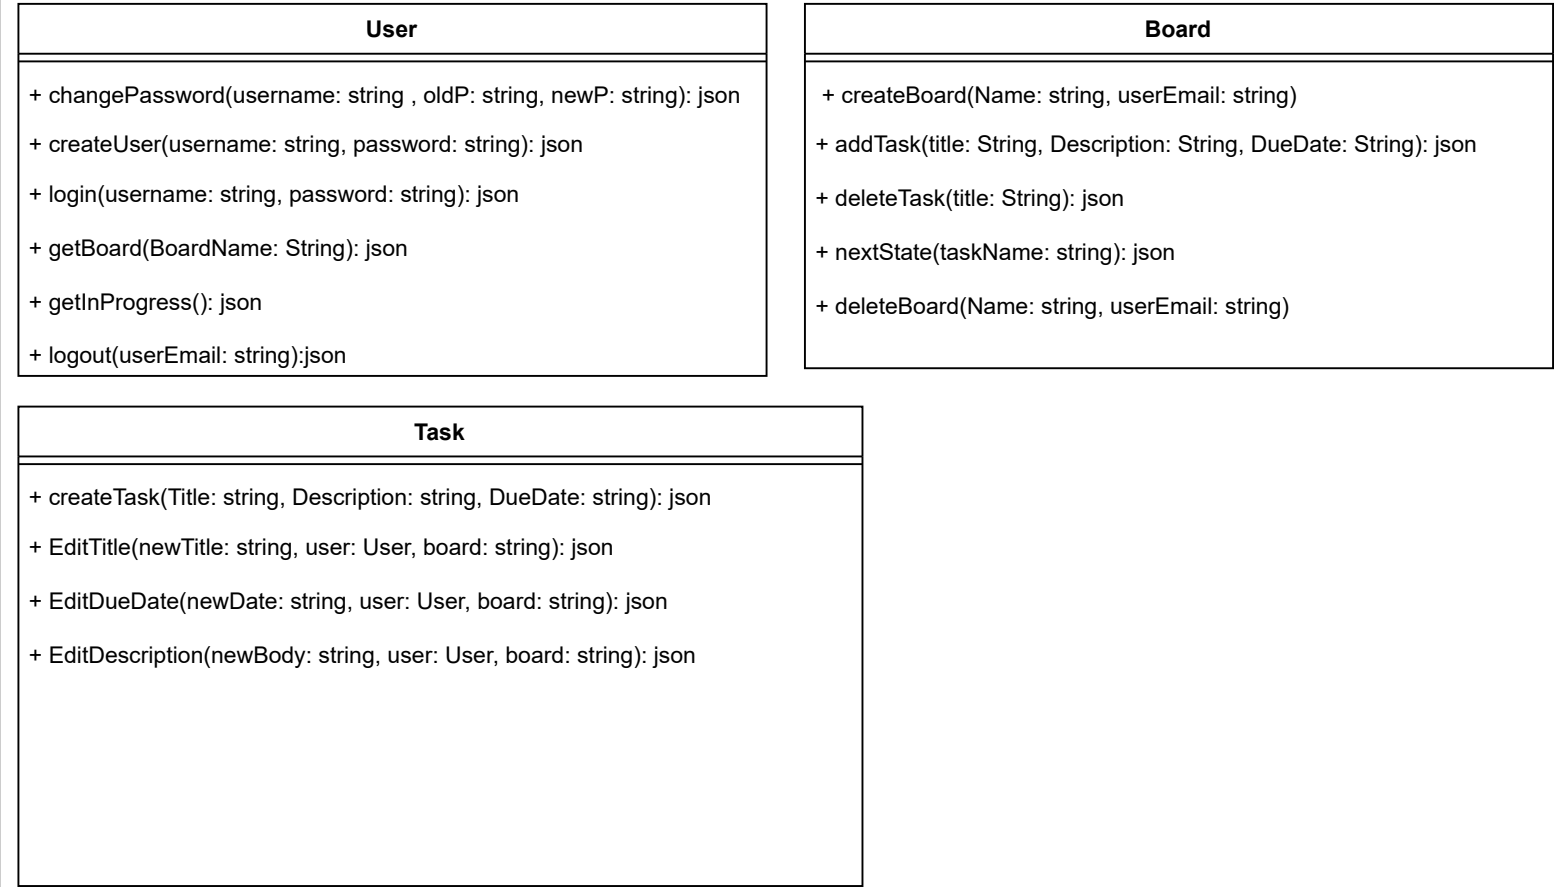 User
+ changePassword(username: string , oldP: string, newP: string): json
+ createUser(username: string, password: string): json
+ login(username: string, password: string): json
+ getBoard(BoardName: String): json
+ getInProgress(): json
+ logout(userEmail: string):json
Board
+ createBoard(Name: string, userEmail: string)
+ addTask(title: String, Description: String, DueDate: String): json
+ deleteTask(title: String): json
+ nextState(taskName: string): json
+ deleteBoard(Name: string, userEmail: string)
Task
+ createTask(Title: string, Description: string, DueDate: string): json
+ EditTitle(newTitle: string, user: User, board: string): json
+ EditDueDate(newDate: string, user: User, board: string): json
+ EditDescription(newBody: string, user: User, board: string): json